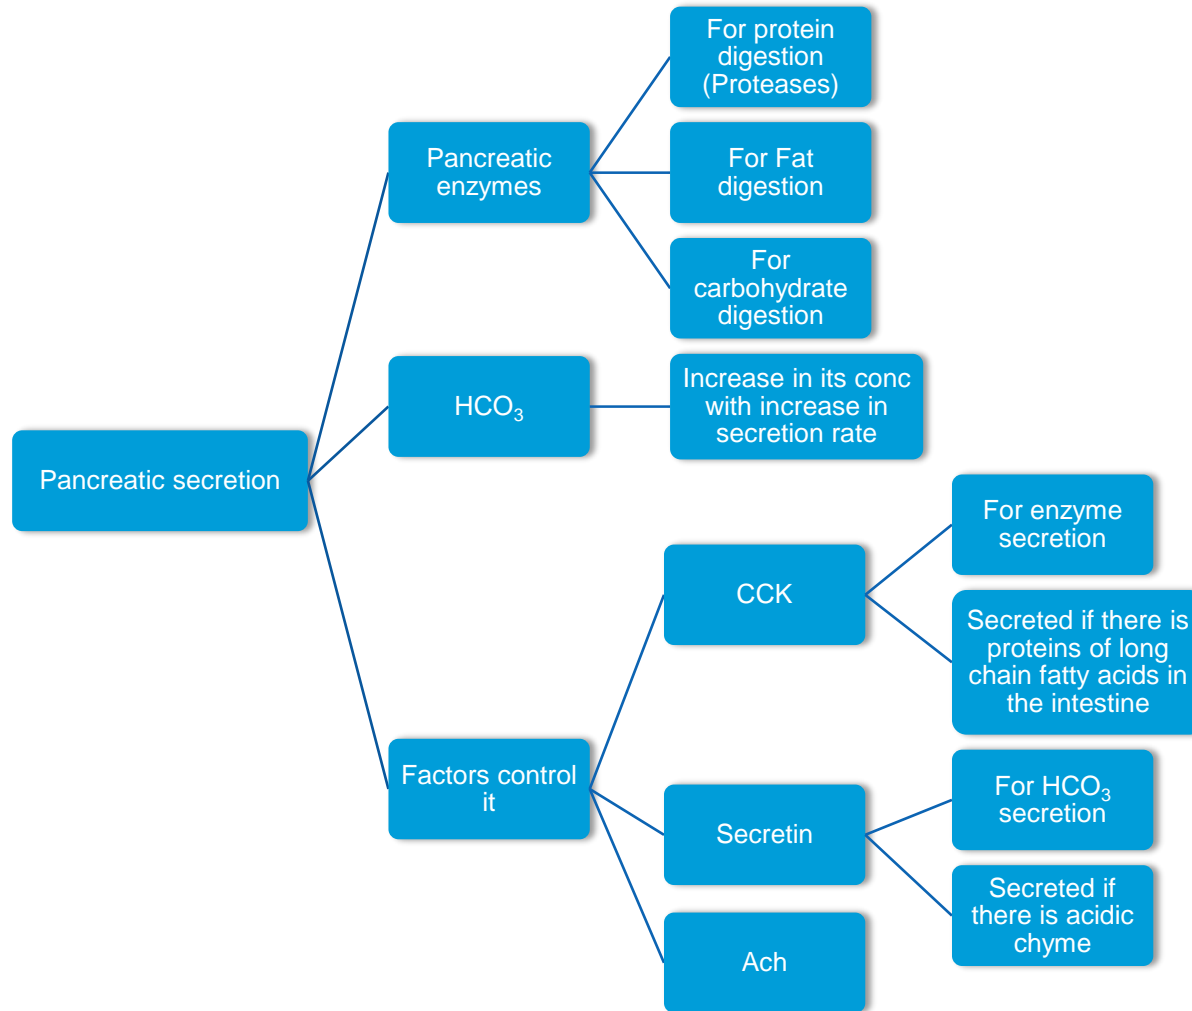 For protein
digestion
(Proteases)
Pancreatic
enzymes
For Fat
digestion
For
carbohydrate
digestion
HCO₃
Increase in its conc
with increase in
secretion rate
Pancreatic secretion
For enzyme
secretion
CCK
Secreted if there is
proteins of long
chain fatty acids in
the intestine
Factors control
it
For HCO₃
secretion
Secretin
Secreted if
there is acidic
chyme
Ach